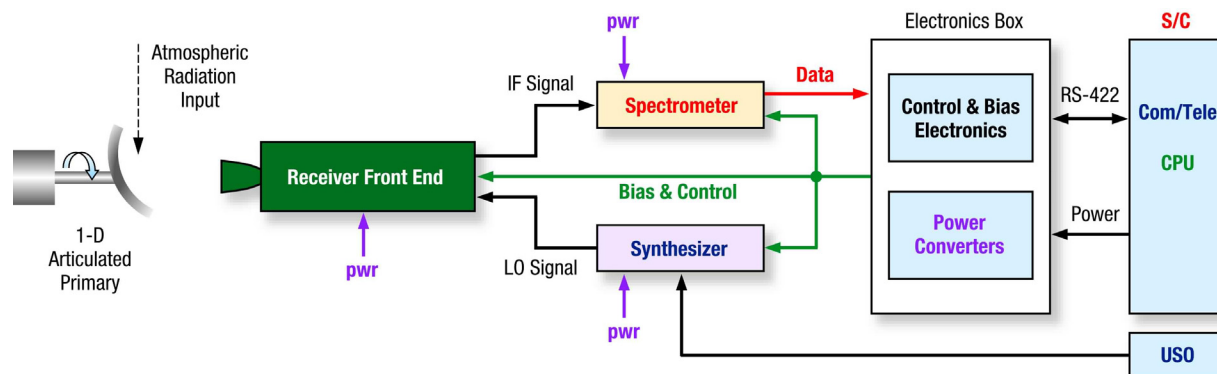 Atmospheric
Radiation
Input
1-D
Articulated
Primary
Receiver Front End
pwr
IF Signal
LO Signal
pwr
Spectrometer
Data
Bias & Control
Synthesizer
pwr
Electronics Box
Control & Bias
Electronics
Power
Converters
RS-422
Power
S/C
Com/Tele
CPU
USO